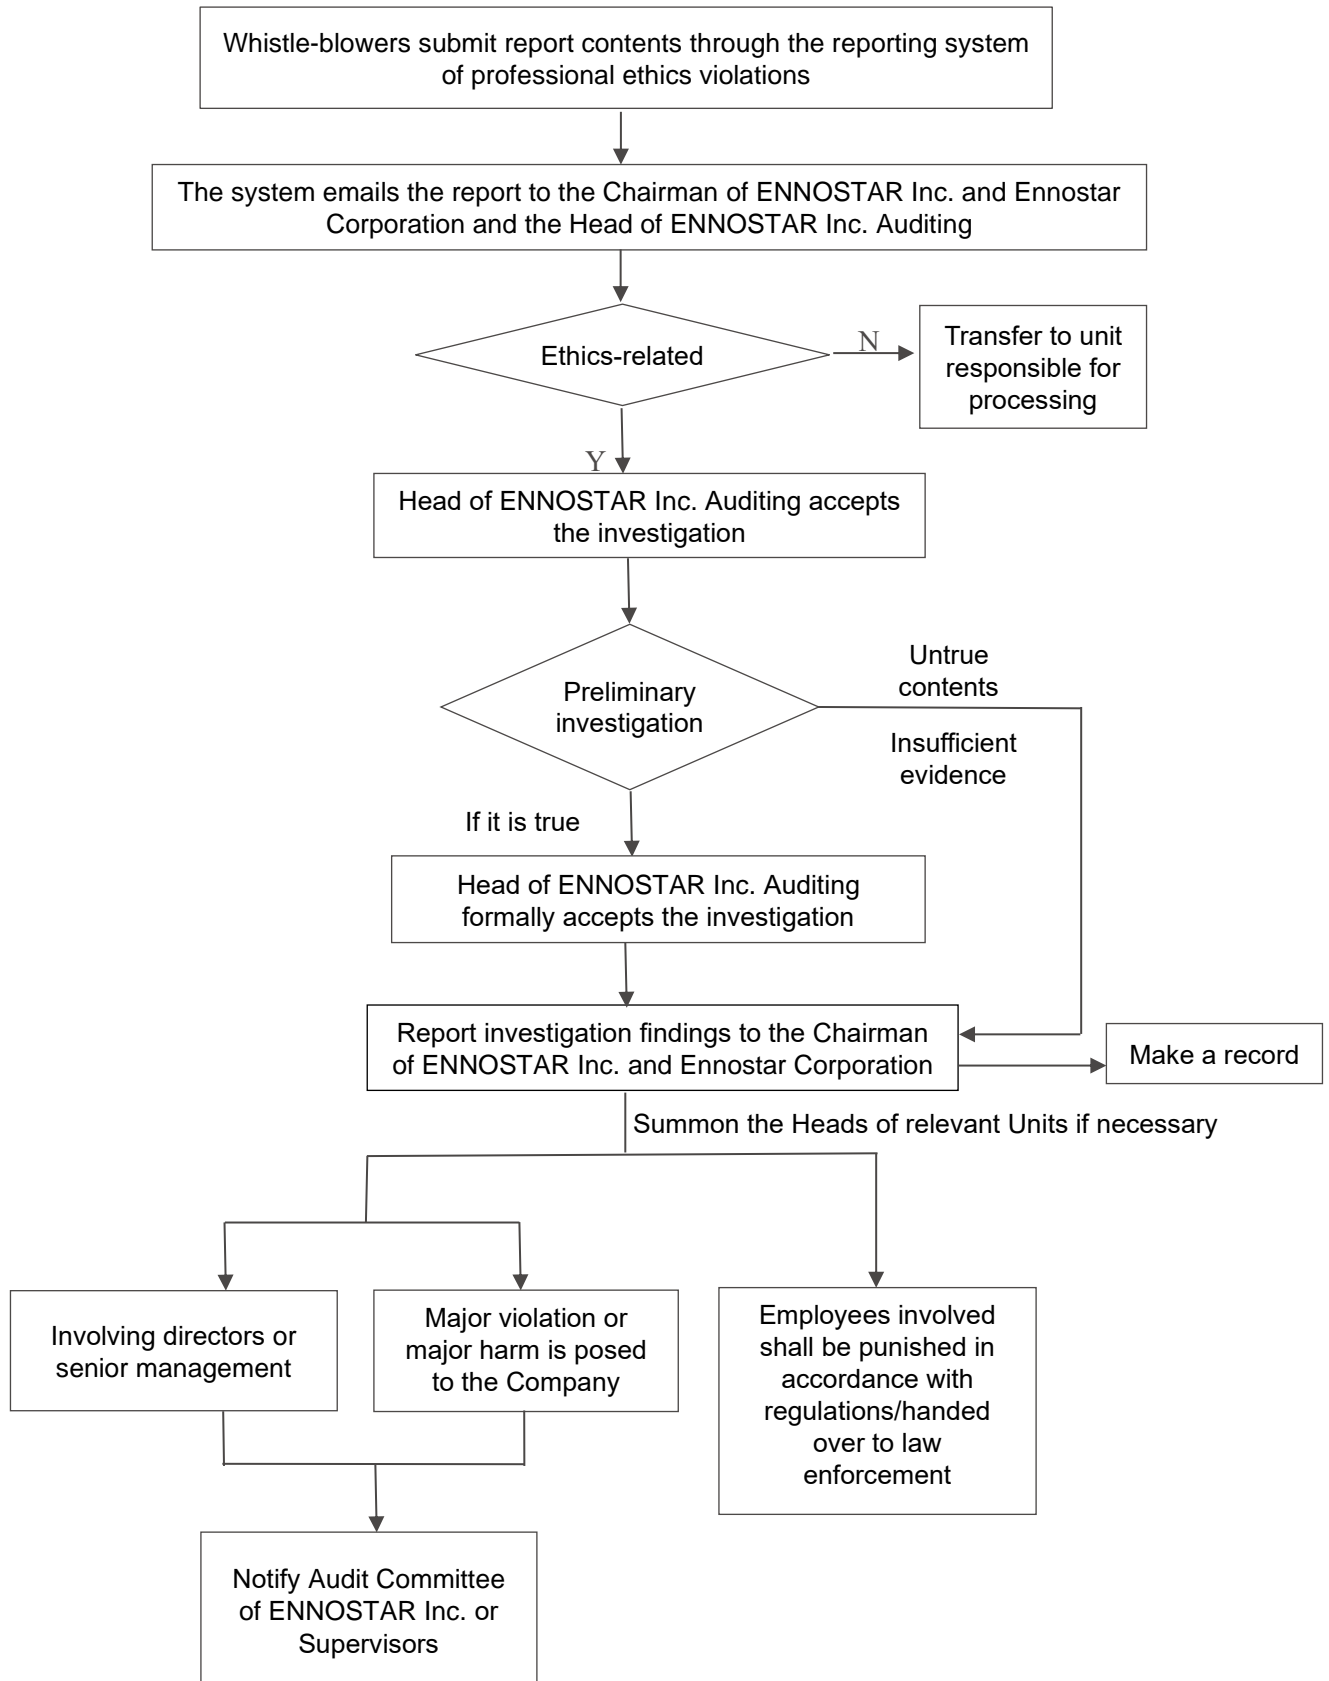 Whistle-blowers submit report contents through the reporting system
of professional ethics violations
The system emails the report to the Chairman of ENNOSTAR Inc. and Ennostar
Corporation and the Head of ENNOSTAR Inc. Auditing
Ethics-related
N
Transfer to unit
responsible for
processing
Y
Head of ENNOSTAR Inc. Auditing accepts
the investigation
Preliminary
investigation
Untrue
contents
Insufficient
evidence
If it is true
Head of ENNOSTAR Inc. Auditing
formally accepts the investigation
Report investigation findings to the Chairman
of ENNOSTAR Inc. and Ennostar Corporation
Make a record
Summon the Heads of relevant Units if necessary
Involving directors or
senior management
Major violation or
major harm is posed
to the Company
Employees involved
shall be punished in
accordance with
regulations/handed
over to law
enforcement
Notify Audit Committee
of ENNOSTAR Inc. or
Supervisors